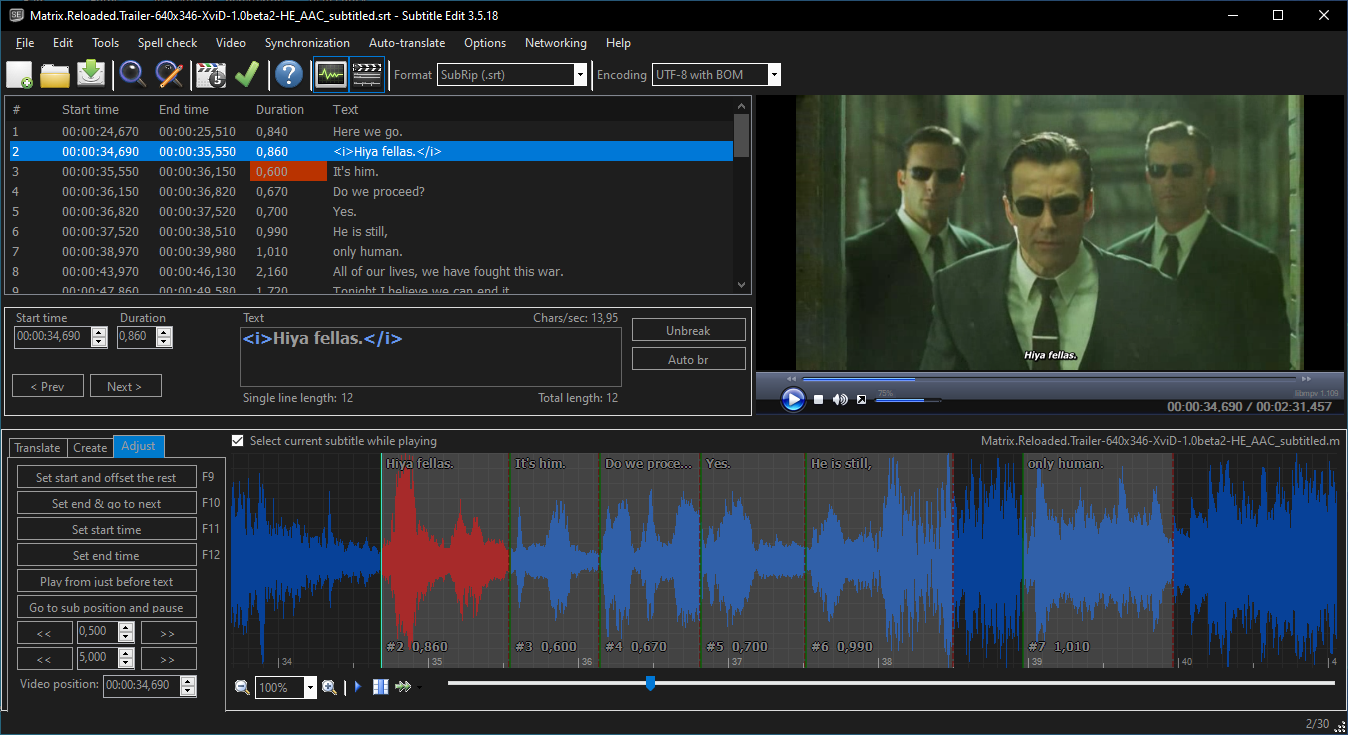 Matrix.Reloaded.Trailer-640x346-XviD-1.0beta2-HE_AAC_subtitled.srt - Subtitle Edit 3.5.18
File Edit Tools Spell check Video Synchronization Auto-translate Options Networking Help
Format SubRip (.srt) Encoding UTF-8 with BOM
# Start time End time Duration Text
1 00:00:24,670 00:00:25,510 0,840 Here we go.
2 00:00:34,690 00:00:35,550 0,860 <i>Hiya fellas.</i>
3 00:00:35,550 00:00:36,150 0,600 It's him.
4 00:00:36,150 00:00:36,820 0,670 Do we proceed?
5 00:00:36,820 00:00:37,520 0,700 Yes.
6 00:00:37,520 00:00:38,510 0,990 He is still,
7 00:00:38,970 00:00:39,980 1,010 only human.
8 00:00:43,970 00:00:46,130 2,160 All of our lives, we have fought this war.
9 00:00:47,860 00:00:49,580 1,720 Tonight I believe we can end it
Hiya fellas.
75%
libmpv 1.109
00:00:34,690 / 00:02:31,457
Start time Duration Text Chars/sec: 13,95
00:00:34,690 0,860 <i>Hiya fellas.</i>
Unbreak
Auto br
< Prev Next >
Single line length: 12 Total length: 12
Translate Create Adjust
Set start and offset the rest F9
Set end & go to next F10
Set start time F11
Set end time F12
Play from just before text
Go to sub position and pause
<< 0,500 >>
<< 5,000 >>
Video position: 00:00:34,690
Select current subtitle while playing Matrix.Reloaded.Trailer-640x346-XviD-1.0beta2-HE_AAC_subtitled.m
Hiya fellas. It's him. Do we proce... Yes. He is still, only human.
#2 0,860 #3 0,600 #4 0,670 #5 0,700 #6 0,990 #7 1,010
34 35 36 37 38 39 40 4
100%
2/30